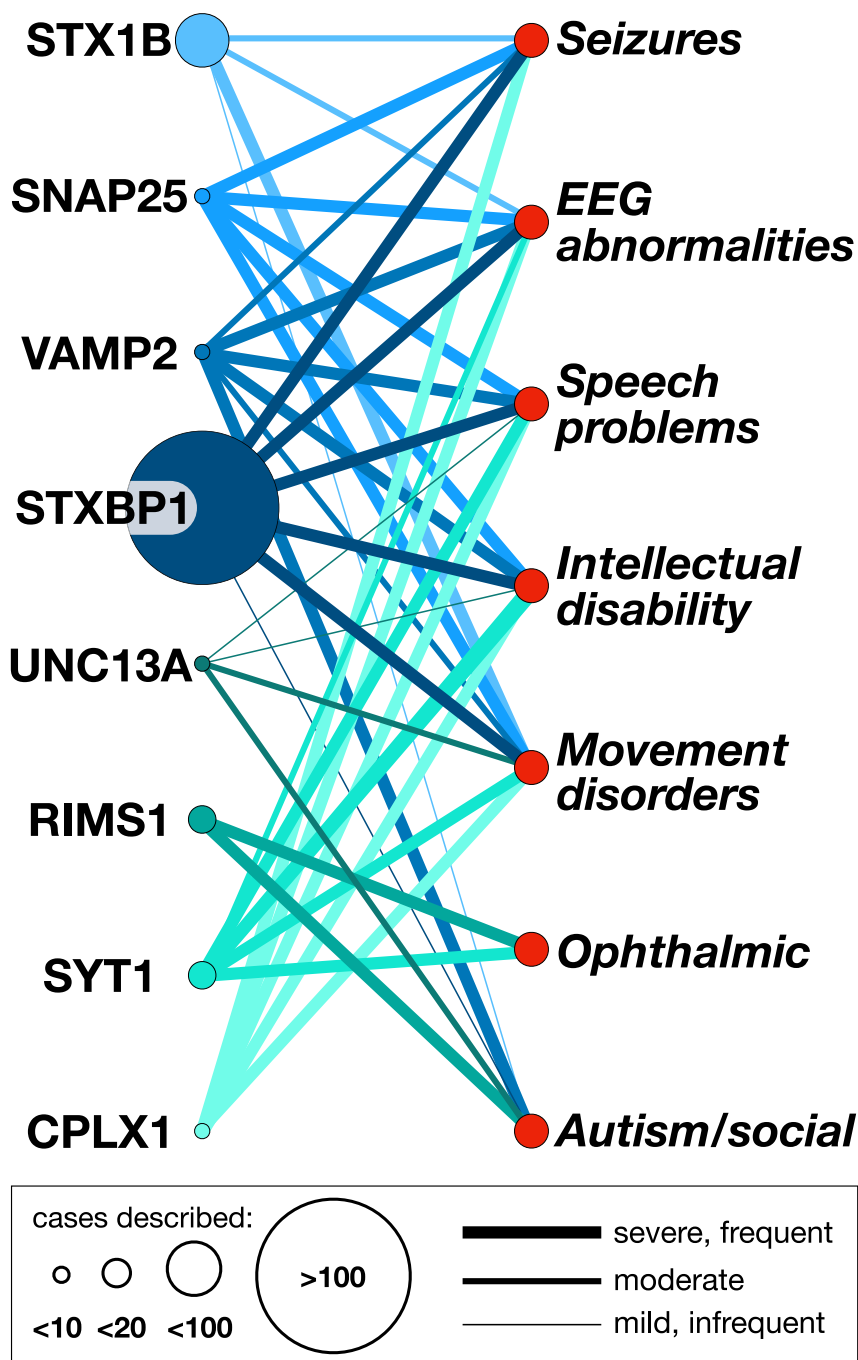 STX1B
Seizures
SNAP25
EEG
abnormalities
VAMP2
Speech
problems
STXBP1
Intellectual
disability
UNC13A
Movement
disorders
RIMS1
Ophthalmic
SYT1
CPLX1
Autism/social
cases described:
<10 <20 <100 >100
severe, frequent
moderate
mild, infrequent